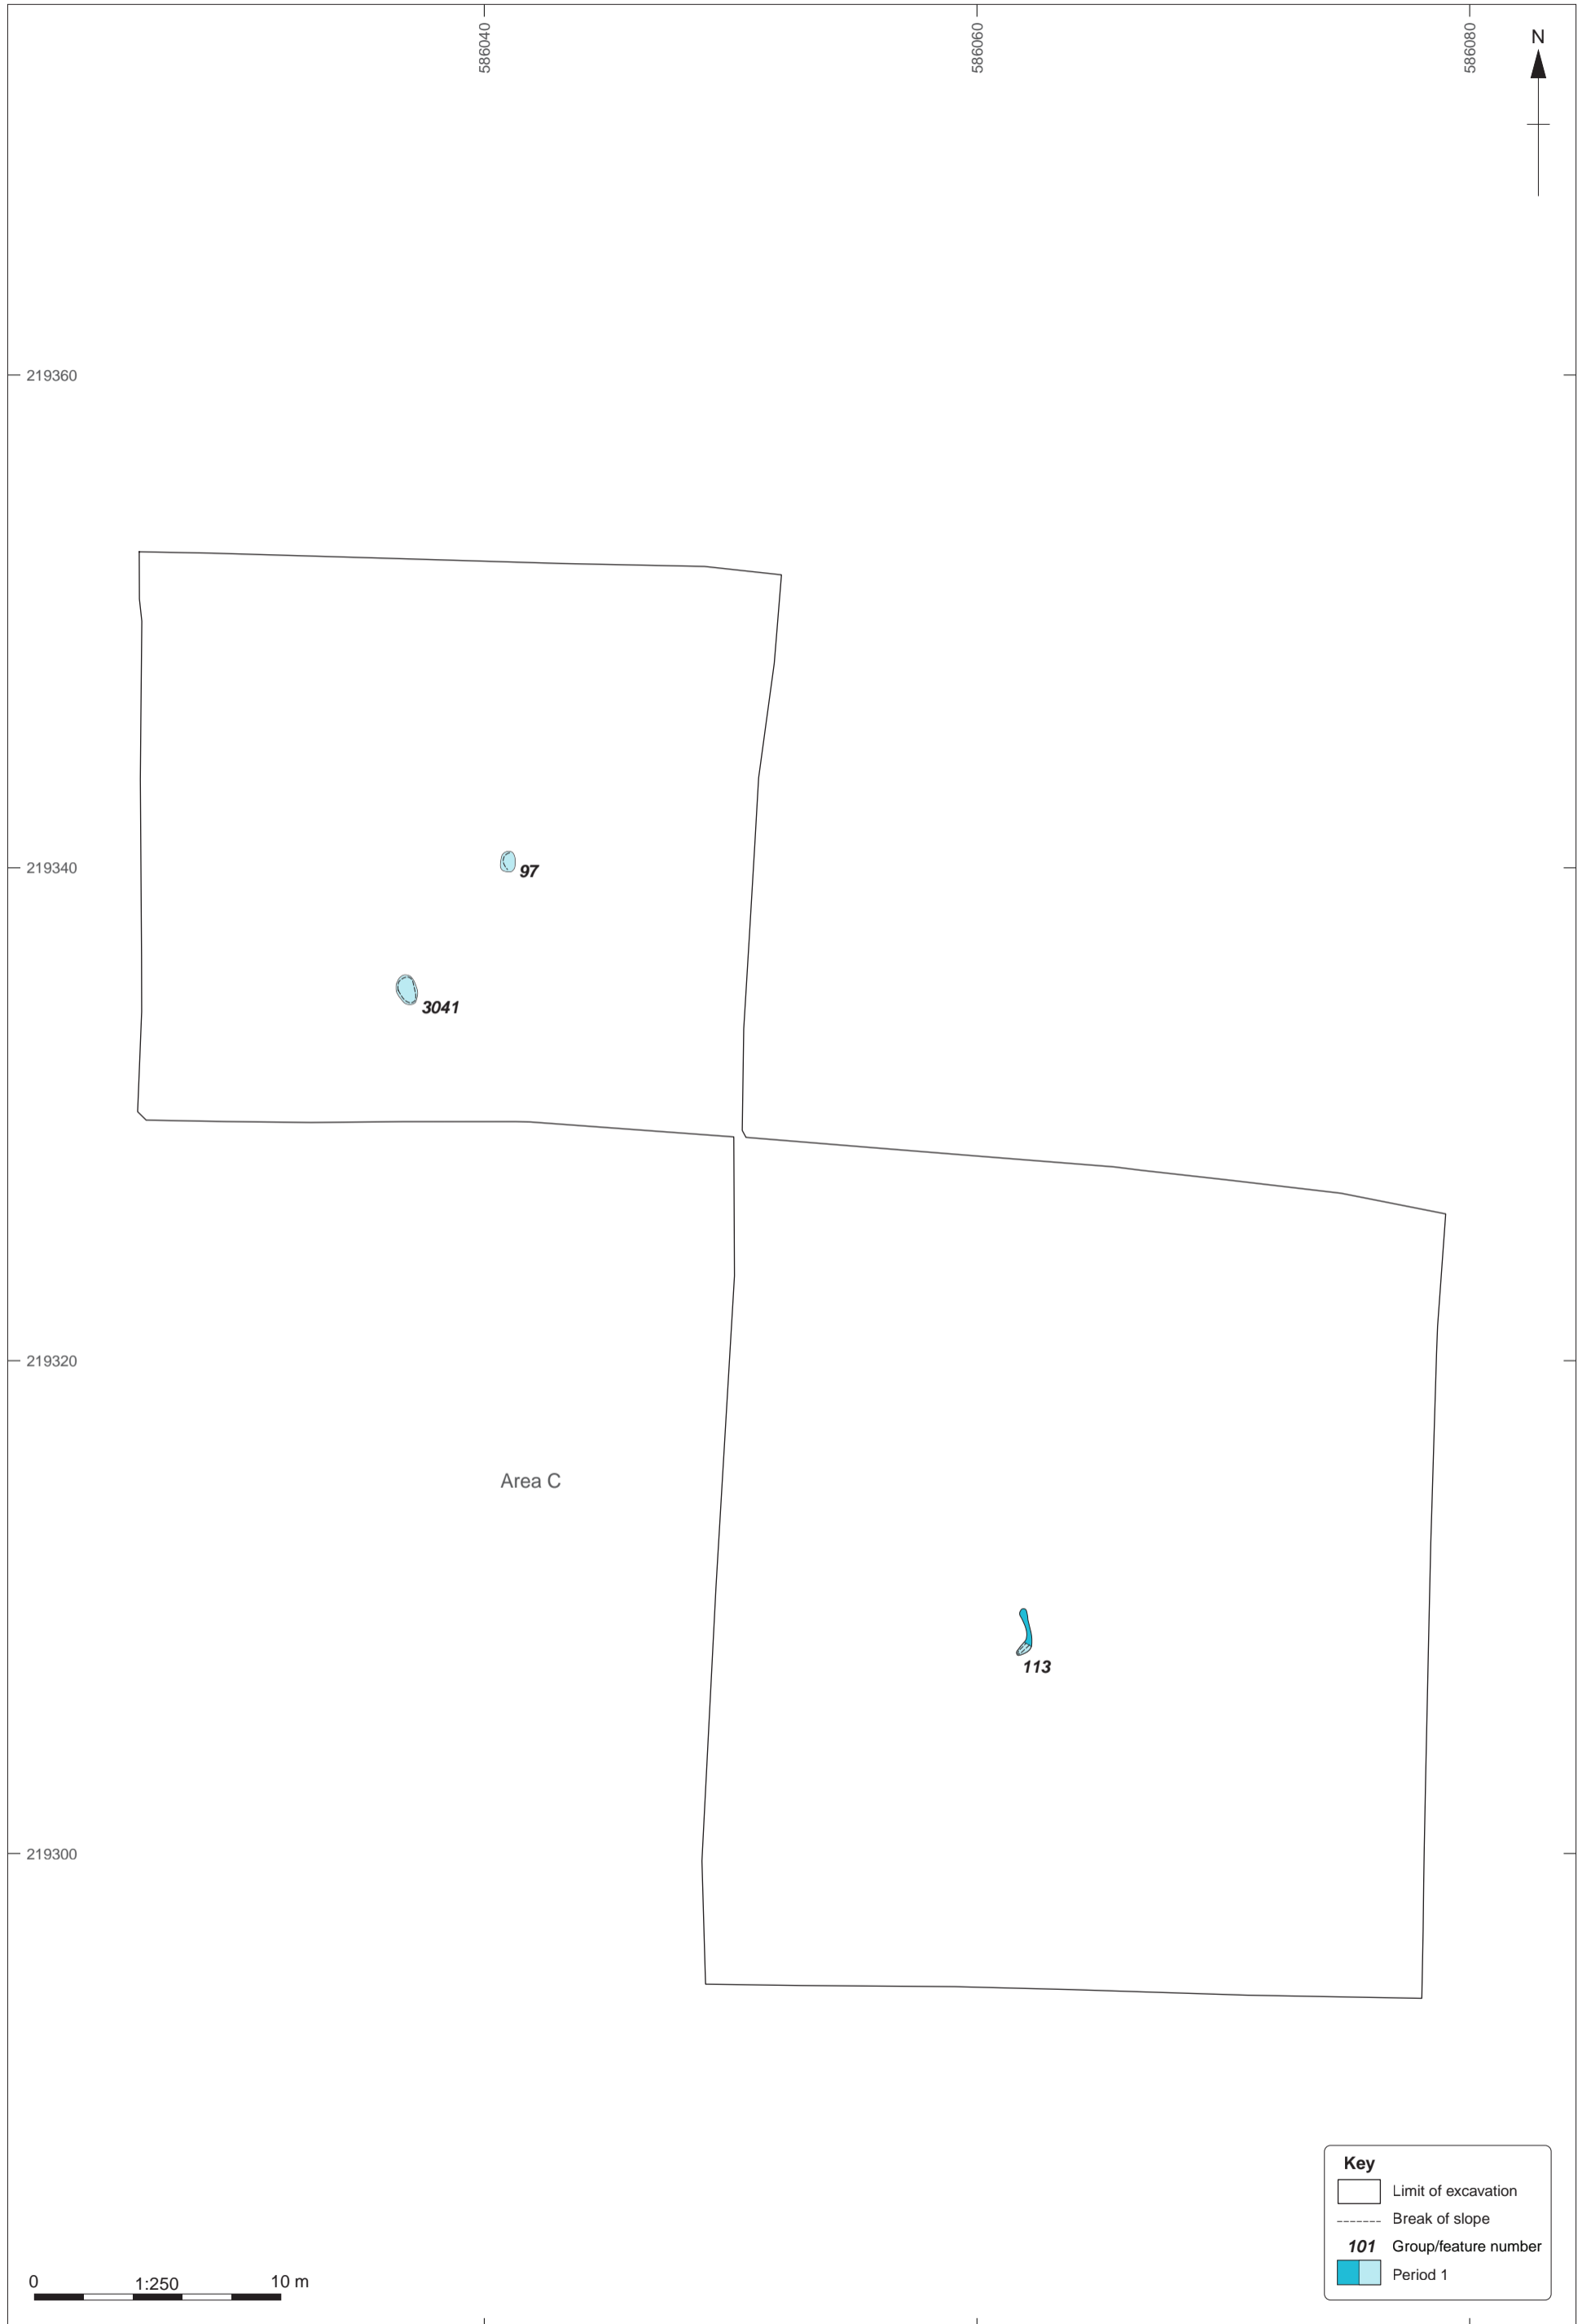 586040
586060
586080
N
219360
219340
97
3041
219320
Area C
113
219300
Key
Limit of excavation
Break of slope
101 Group/feature number
Period 1
0 1:250 10 m